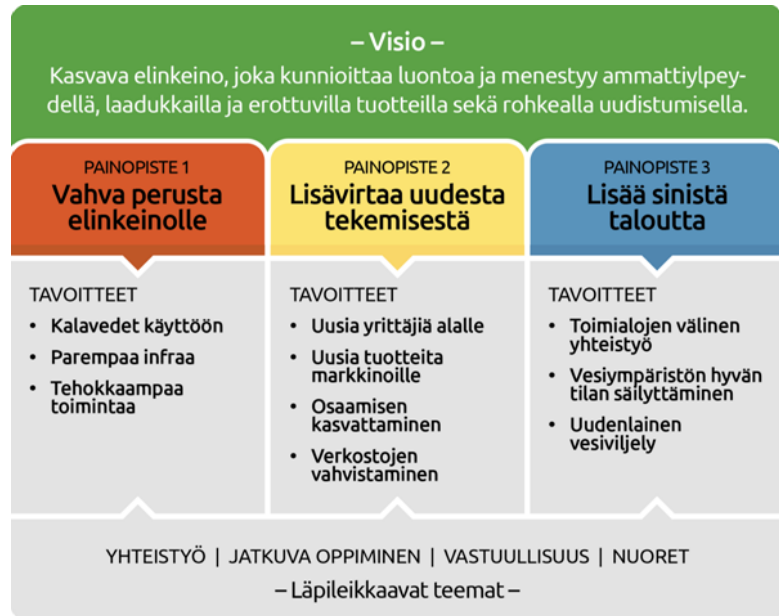 – Visio –
Kasvava elinkeino, joka kunnioittaa luontoa ja menestyy ammattiylpey-
dellä, laadukkailla ja erottuvilla tuotteilla sekä rohkealla uudistumisella.
PAINOPISTE 1
Vahva perusta
elinkeinolle
TAVOITTEET
• Kalavedet käyttöön
• Parempaa infraa
• Tehokkaampaa
toimintaa
PAINOPISTE 2
Lisävirtaa uudesta
tekemisestä
TAVOITTEET
• Uusia yrittäjiä alalle
• Uusia tuotteita
markkinoille
• Osaamisen
kasvattaminen
• Verkostojen
vahvistaminen
PAINOPISTE 3
Lisää sinistä
taloutta
TAVOITTEET
• Toimialojen välinen
yhteistyö
• Vesiympäristön hyvän
tilan säilyttäminen
• Uudenlainen
vesiviljely
YHTEISTYÖ | JATKUVA OPPIMINEN | VASTUULLISUUS | NUORET
– Läpileikkaavat teemat –